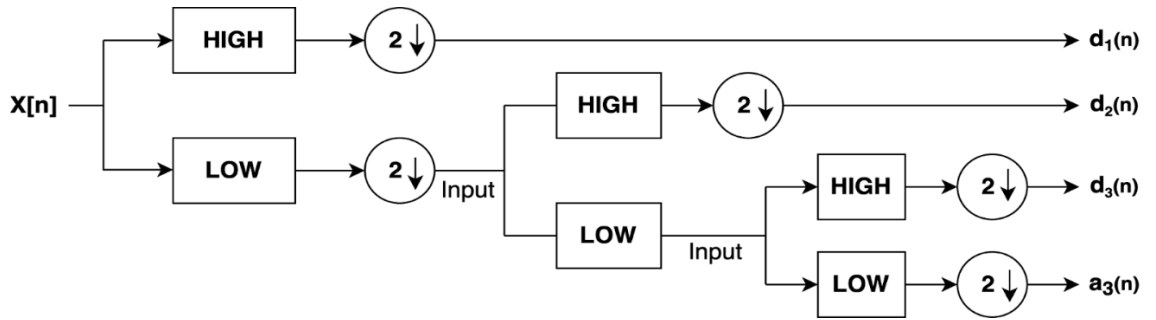 HIGH 2↓ d₁(n)
X[n]
HIGH 2↓ d₂(n)
LOW 2↓
Input
HIGH 2↓ d₃(n)
LOW
Input
LOW 2↓ a₃(n)